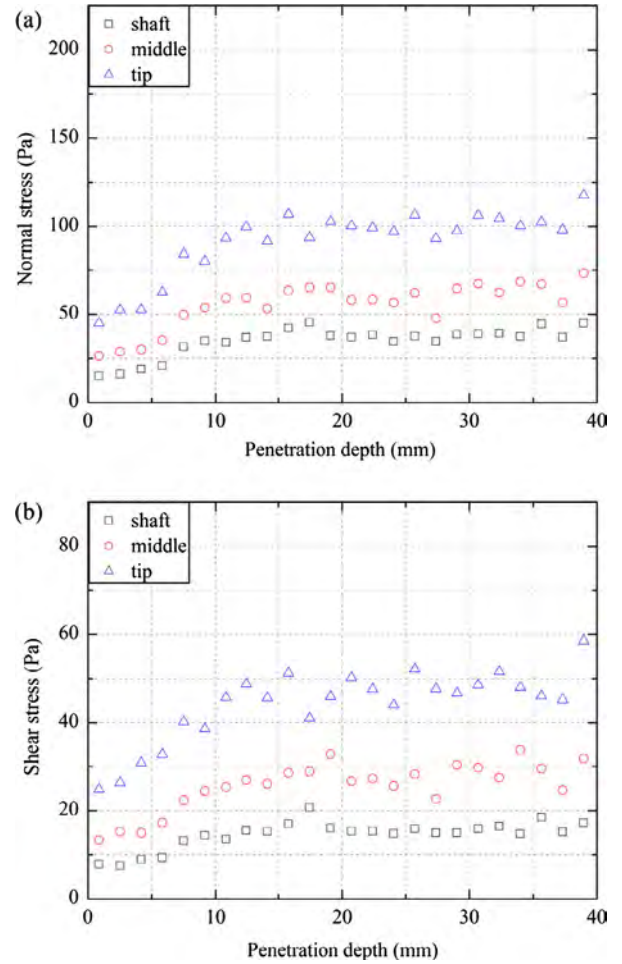 (a)
shaft
middle
tip
200
150
100
50
0
Normal stress (Pa)
0 10 20 30 40
Penetration depth (mm)
(b)
shaft
middle
tip
80
60
40
20
0
Shear stress (Pa)
0 10 20 30 40
Penetration depth (mm)